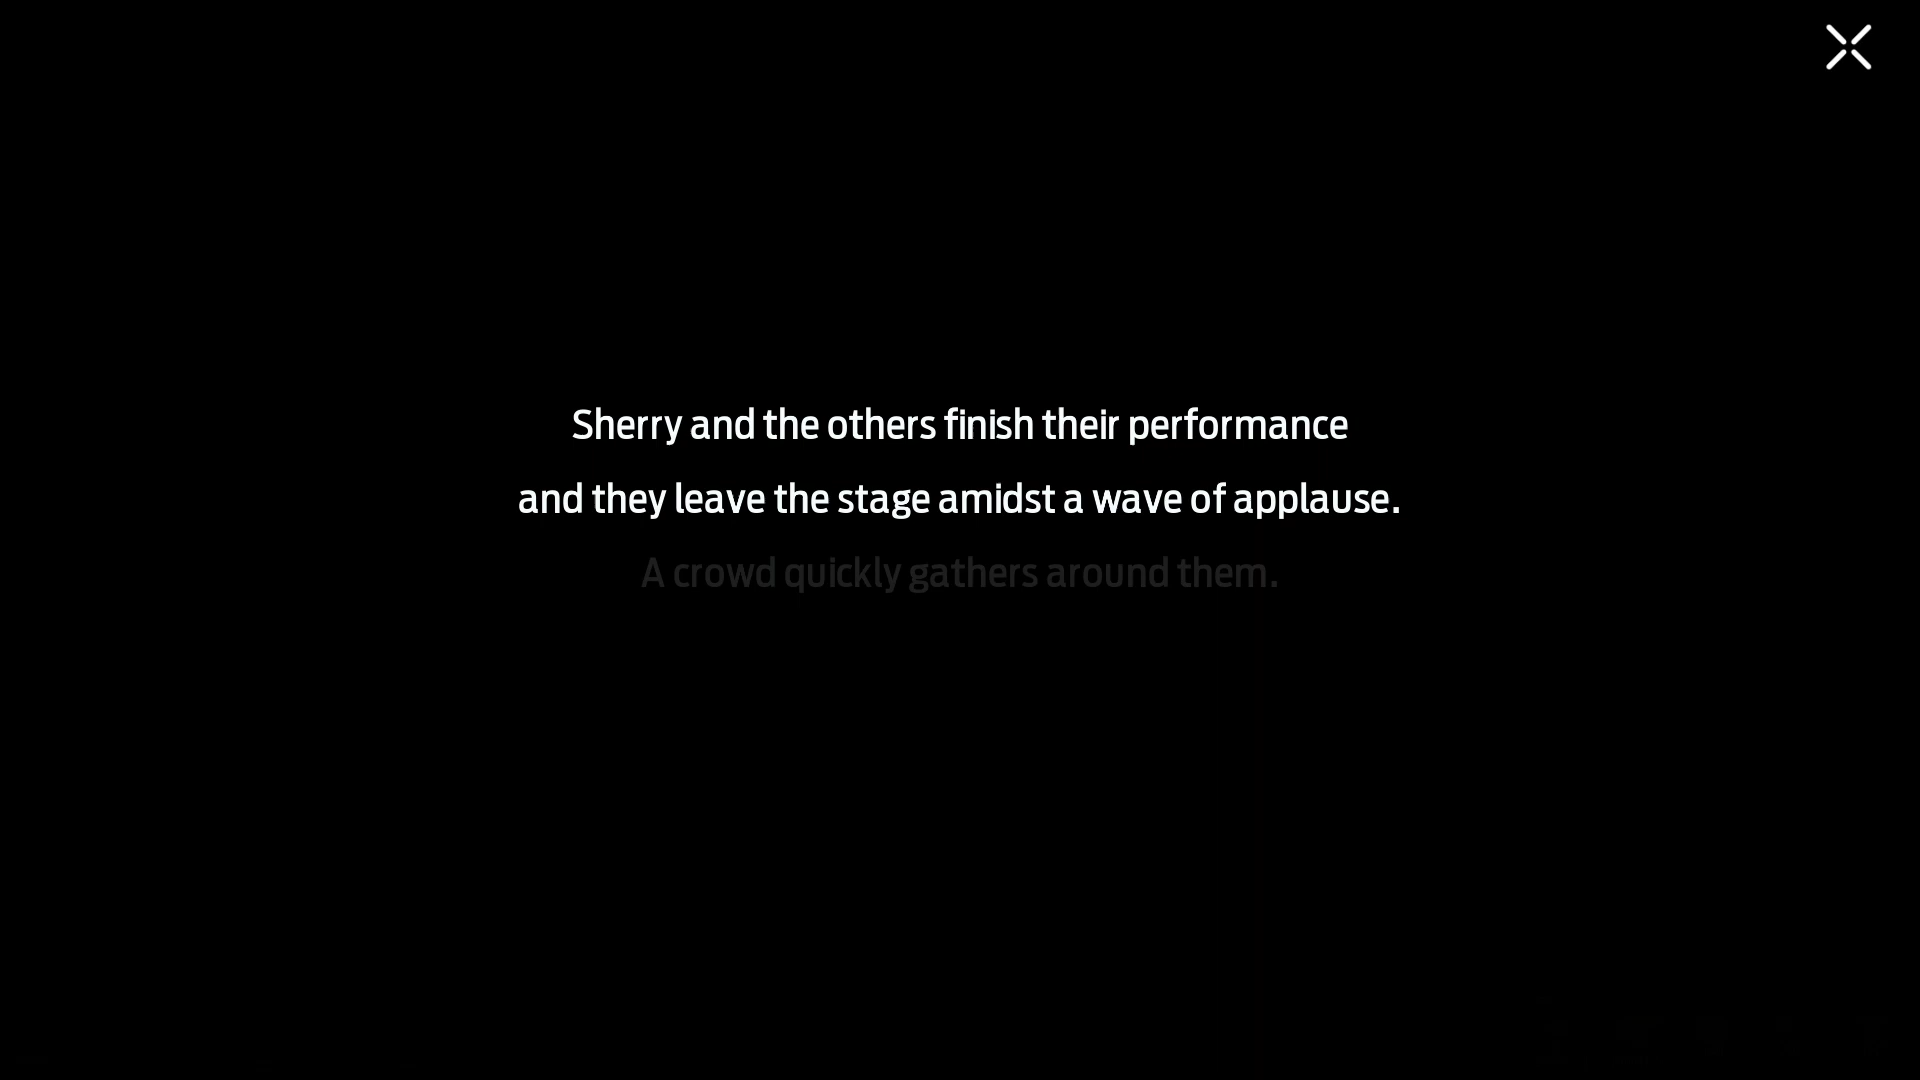 Sherry and the others finish their performance
and they leave the stage amidst a wave of applause.
A crowd quickly gathers around them.